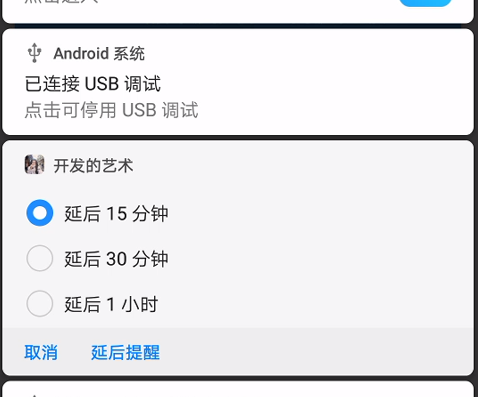 Android 系统
已连接 USB 调试
点击可停用 USB 调试
开发的艺术
延后 15 分钟
延后 30 分钟
延后 1 小时
取消 延后提醒